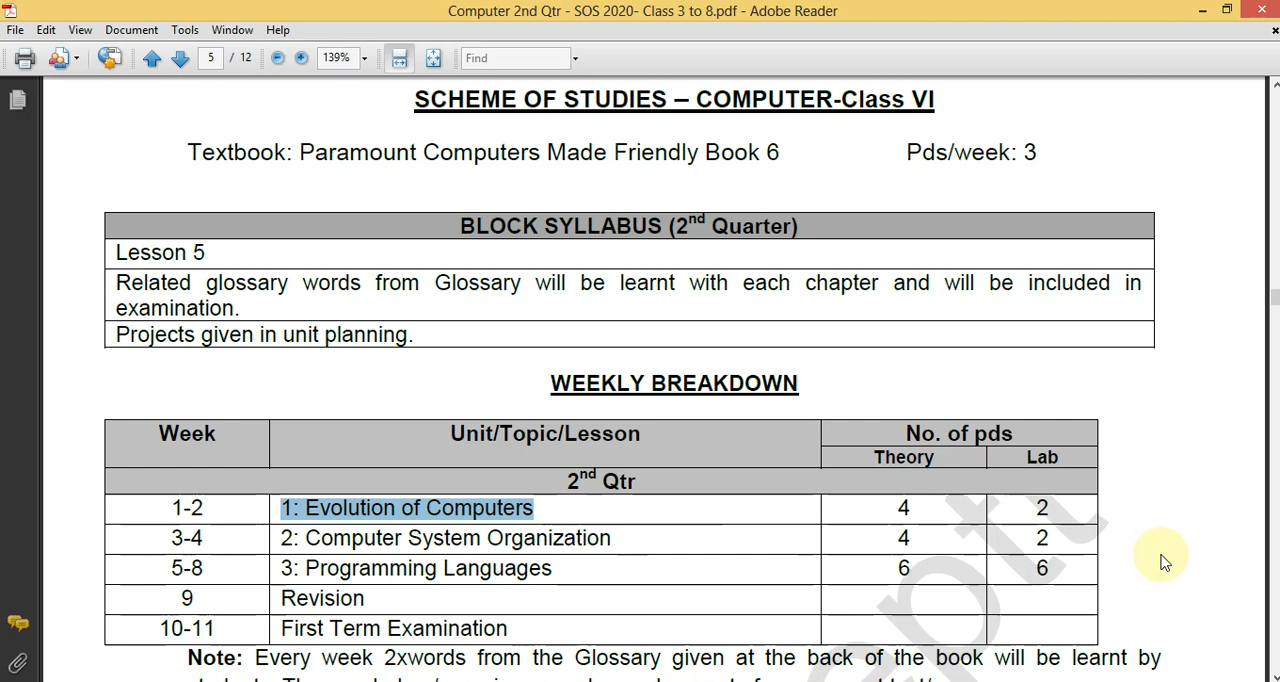 Computer 2nd Qtr - SOS 2020- Class 3 to 8.pdf - Adobe Reader
File Edit View Document Tools Window Help
5 / 12 139% Find
SCHEME OF STUDIES – COMPUTER-Class VI
Textbook: Paramount Computers Made Friendly Book 6 Pds/week: 3
BLOCK SYLLABUS (2nd Quarter)
Lesson 5
Related glossary words from Glossary will be learnt with each chapter and will be included in
examination.
Projects given in unit planning.
WEEKLY BREAKDOWN
Week Unit/Topic/Lesson No. of pds
Theory Lab
2nd Qtr
1-2 1: Evolution of Computers 4 2
3-4 2: Computer System Organization 4 2
5-8 3: Programming Languages 6 6
9 Revision
10-11 First Term Examination
Note: Every week 2xwords from the Glossary given at the back of the book will be learnt by